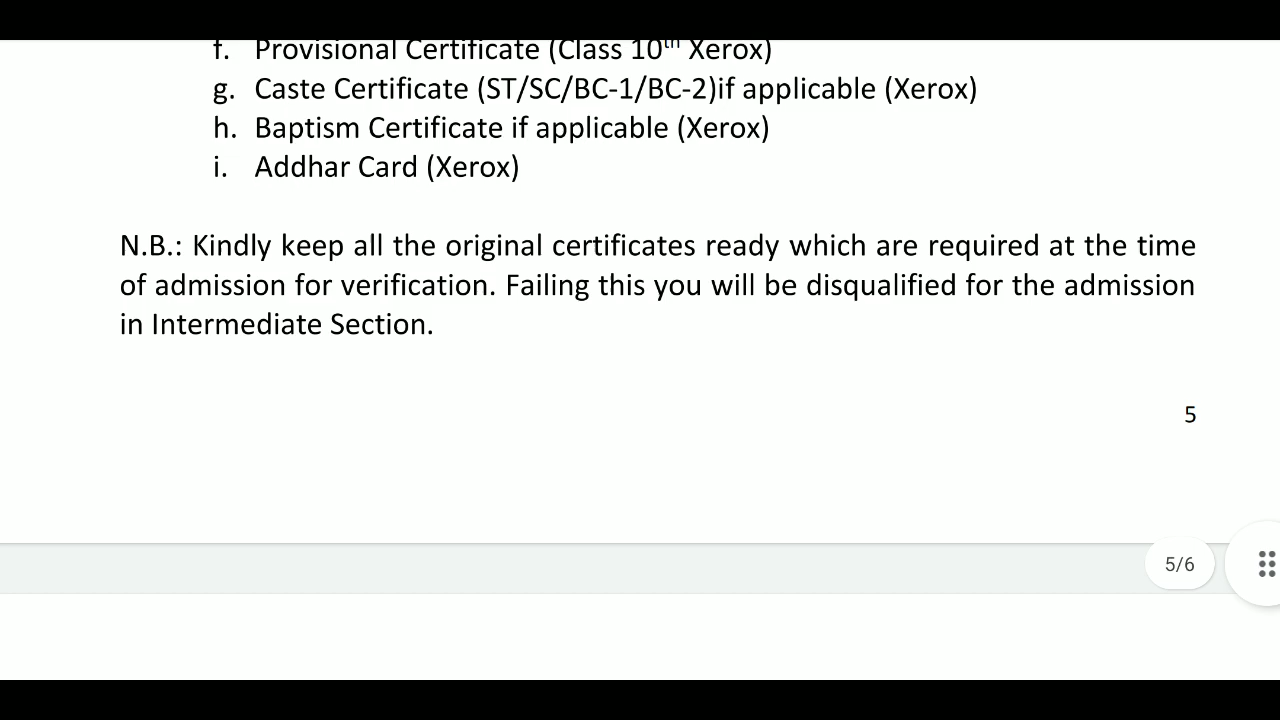 f. Provisional Certificate (Class 10th Xerox)
g. Caste Certificate (ST/SC/BC-1/BC-2)if applicable (Xerox)
h. Baptism Certificate if applicable (Xerox)
i. Addhar Card (Xerox)
N.B.: Kindly keep all the original certificates ready which are required at the time
of admission for verification. Failing this you will be disqualified for the admission
in Intermediate Section.
5
5/6